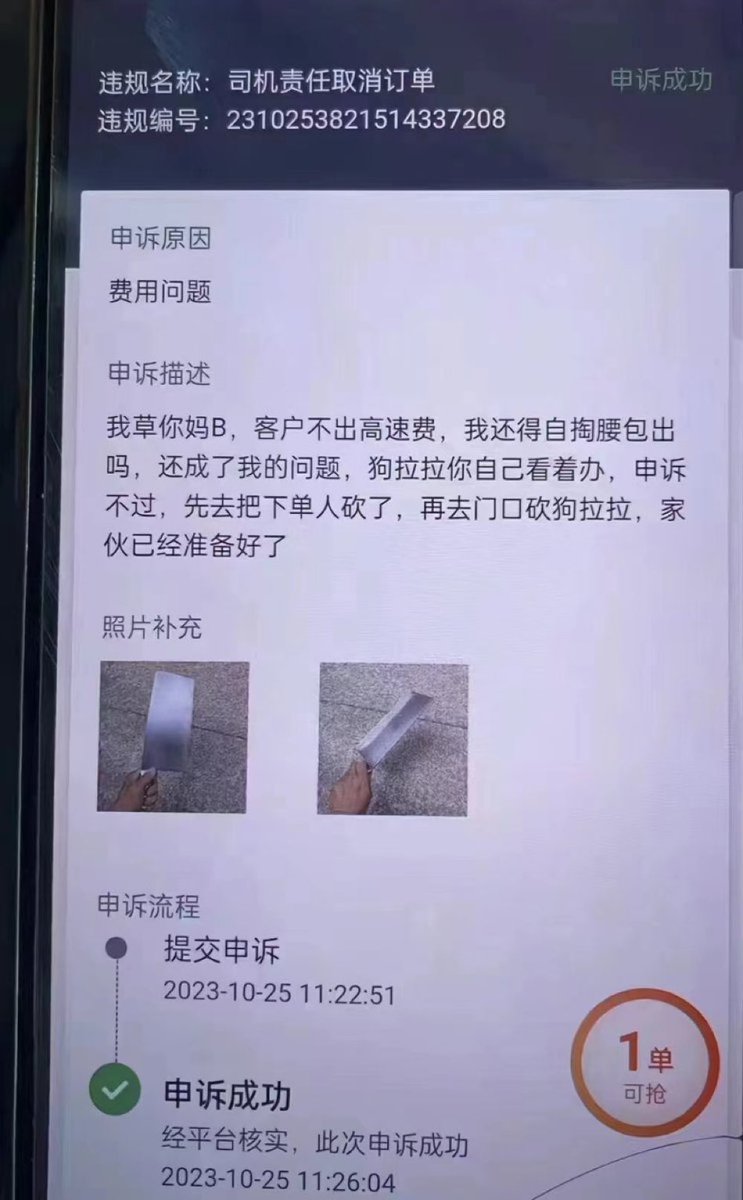 违规名称：司机责任取消订单
申诉成功
违规编号：2310253821514337208
申诉原因
费用问题
申诉描述
我草你妈B，客户不出高速费，我还得自掏腰包出
吗，还成了我的问题，狗拉拉你自己看着办，申诉
不过，先去把下单人砍了，再去门口砍狗拉拉，家
伙已经准备好了
照片补充
申诉流程
提交申诉
2023-10-25 11:22:51
申诉成功
经平台核实，此次申诉成功
2023-10-25 11:26:04
1单
可抢